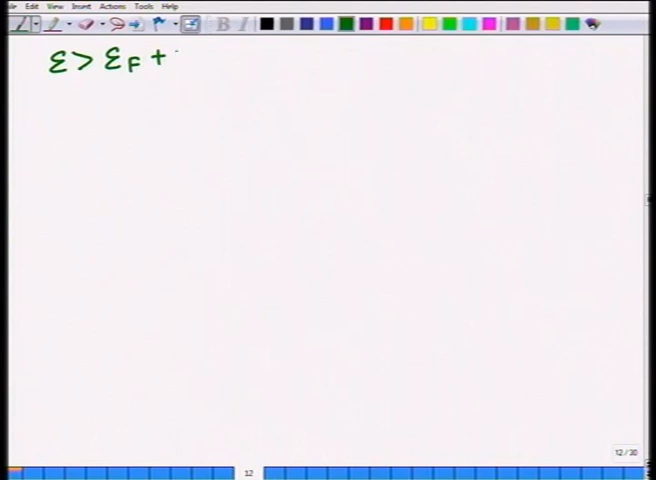 Edit View Insert Actions Tools Help
B I
ε > ε_F +
12
12 / 30